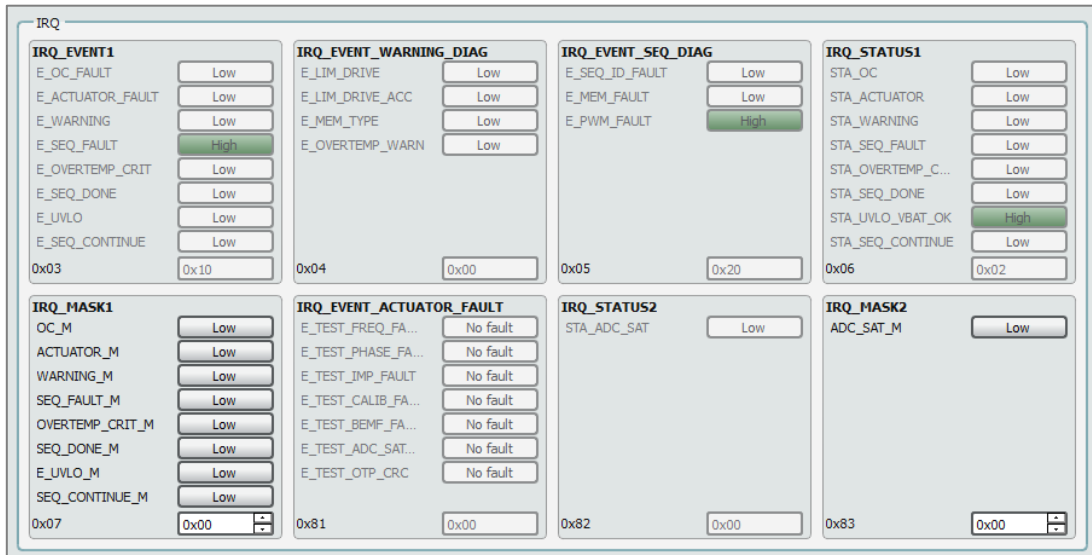 IRQ
IRQ_EVENT1
E_OC_FAULT Low
E_ACTUATOR_FAULT Low
E_WARNING Low
E_SEQ_FAULT High
E_OVERTEMP_CRIT Low
E_SEQ_DONE Low
E_UVLO Low
E_SEQ_CONTINUE Low
0x03 0x10
IRQ_EVENT_WARNING_DIAG
E_LIM_DRIVE Low
E_LIM_DRIVE_ACC Low
E_MEM_TYPE Low
E_OVERTEMP_WARN Low
0x04 0x00
IRQ_EVENT_SEQ_DIAG
E_SEQ_ID_FAULT Low
E_MEM_FAULT Low
E_PWM_FAULT High
0x05 0x20
IRQ_STATUS1
STA_OC Low
STA_ACTUATOR Low
STA_WARNING Low
STA_SEQ_FAULT Low
STA_OVERTEMP_C... Low
STA_SEQ_DONE Low
STA_UVLO_VBAT_OK High
STA_SEQ_CONTINUE Low
0x06 0x02
IRQ_MASK1
OC_M Low
ACTUATOR_M Low
WARNING_M Low
SEQ_FAULT_M Low
OVERTEMP_CRIT_M Low
SEQ_DONE_M Low
E_UVLO_M Low
SEQ_CONTINUE_M Low
0x07 0x00
IRQ_EVENT_ACTUATOR_FAULT
E_TEST_FREQ_FA... No fault
E_TEST_PHASE_FA... No fault
E_TEST_IMP_FAULT No fault
E_TEST_CALIB_FA... No fault
E_TEST_BEMF_FA... No fault
E_TEST_ADC_SAT... No fault
E_TEST_OTP_CRC No fault
0x81 0x00
IRQ_STATUS2
STA_ADC_SAT Low
0x82 0x00
IRQ_MASK2
ADC_SAT_M Low
0x83 0x00